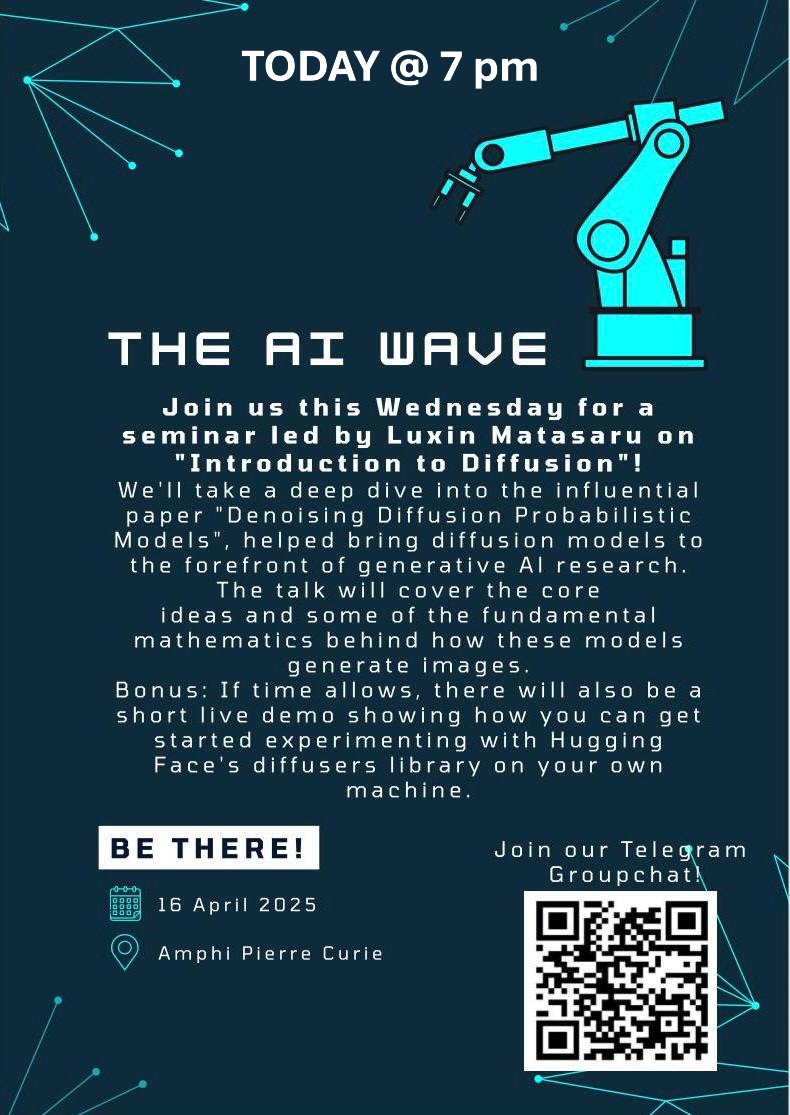 TODAY @ 7 pm
THE AI WAVE
Join us this Wednesday for a
seminar led by Luxin Matasaru on
"Introduction to Diffusion"!
We'll take a deep dive into the influential
paper "Denoising Diffusion Probabilistic
Models", helped bring diffusion models to
the forefront of generative AI research.
The talk will cover the core
ideas and some of the fundamental
mathematics behind how these models
generate images.
Bonus: If time allows, there will also be a
short live demo showing how you can get
started experimenting with Hugging
Face's diffusers library on your own
machine.
BE THERE!
16 April 2025
Amphi Pierre Curie
Join our Telegram
Groupchat!